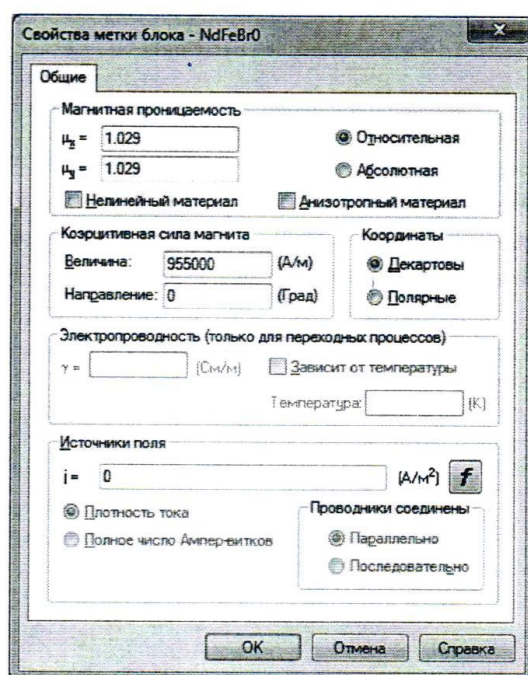 Свойства метки блока - NdFeBr0
Общие
Магнитная проницаемость
μx = 1.029
Относительная
μy = 1.029
Абсолютная
Нелинейный материал
Анизотропный материал
Коэрцитивная сила магнита
Величина: 955000 (А/м)
Направление: 0 (Град)
Координаты
Декартовы
Полярные
Электропроводность (только для переходных процессов)
γ = (См/м)
Зависит от температуры
Температура: (К)
Источники поля
j = 0 (А/м²) f
Плотность тока
Полное число Ампер-витков
Проводники соединены
Параллельно
Последовательно
OK Отмена Справка